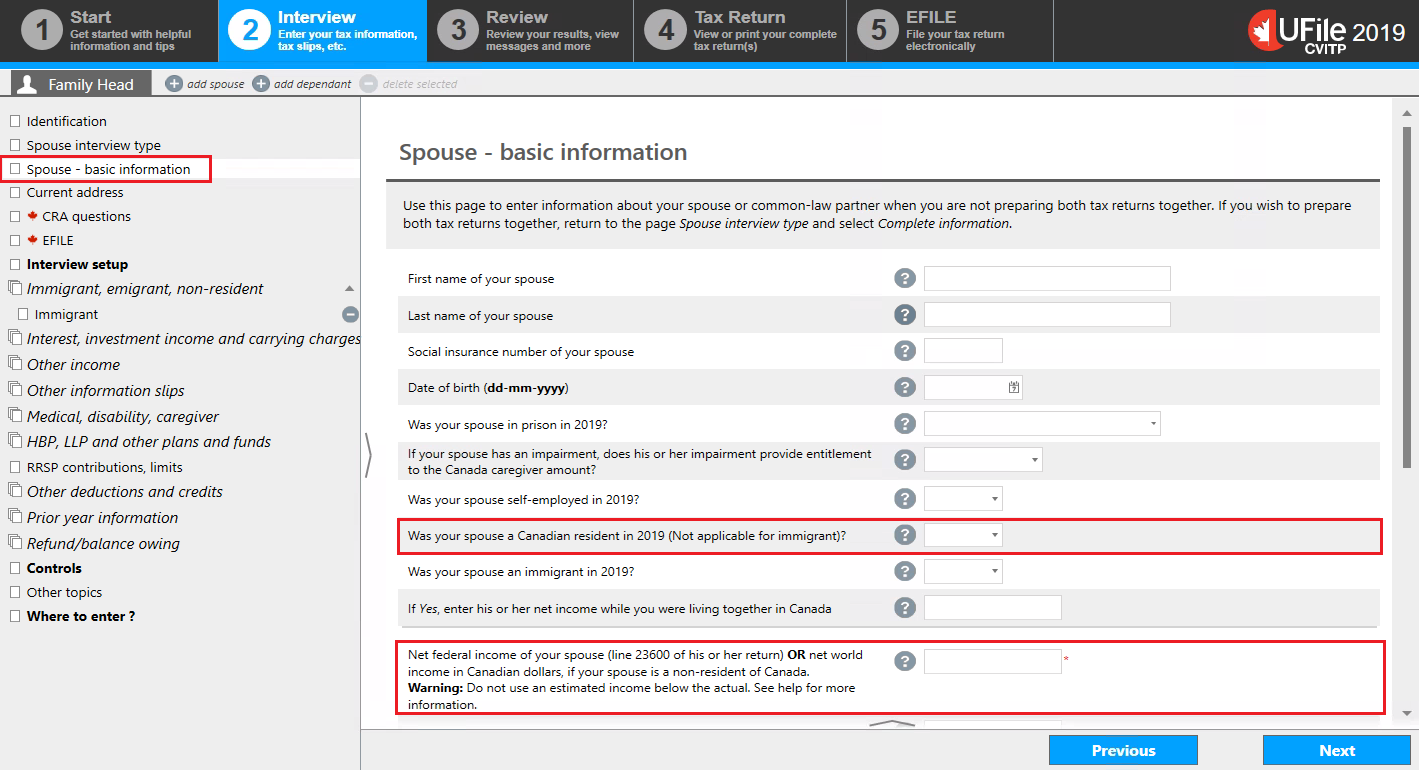 1 Start
Get started with helpful
information and tips
2 Interview
Enter your tax information,
tax slips, etc.
3 Review
Review your results, view
messages and more
4 Tax Return
View or print your complete
tax return(s)
5 EFILE
File your tax return
electronically
UFile 2019
CVITP
Family Head
add spouse
add dependant
delete selected
Identification
Spouse interview type
Spouse - basic information
Current address
CRA questions
EFILE
Interview setup
Immigrant, emigrant, non-resident
Immigrant
Interest, investment income and carrying charges
Other income
Other information slips
Medical, disability, caregiver
HBP, LLP and other plans and funds
RRSP contributions, limits
Other deductions and credits
Prior year information
Refund/balance owing
Controls
Other topics
Where to enter ?
Spouse - basic information
Use this page to enter information about your spouse or common-law partner when you are not preparing both tax returns together. If you wish to prepare
both tax returns together, return to the page Spouse interview type and select Complete information.
First name of your spouse ?
Last name of your spouse ?
Social insurance number of your spouse ?
Date of birth (dd-mm-yyyy) ?
Was your spouse in prison in 2019? ?
If your spouse has an impairment, does his or her impairment provide entitlement
to the Canada caregiver amount? ?
Was your spouse self-employed in 2019? ?
Was your spouse a Canadian resident in 2019 (Not applicable for immigrant)? ?
Was your spouse an immigrant in 2019? ?
If Yes, enter his or her net income while you were living together in Canada ?
Net federal income of your spouse (line 23600 of his or her return) OR net world ? *
income in Canadian dollars, if your spouse is a non-resident of Canada.
Warning: Do not use an estimated income below the actual. See help for more
information.
Previous
Next